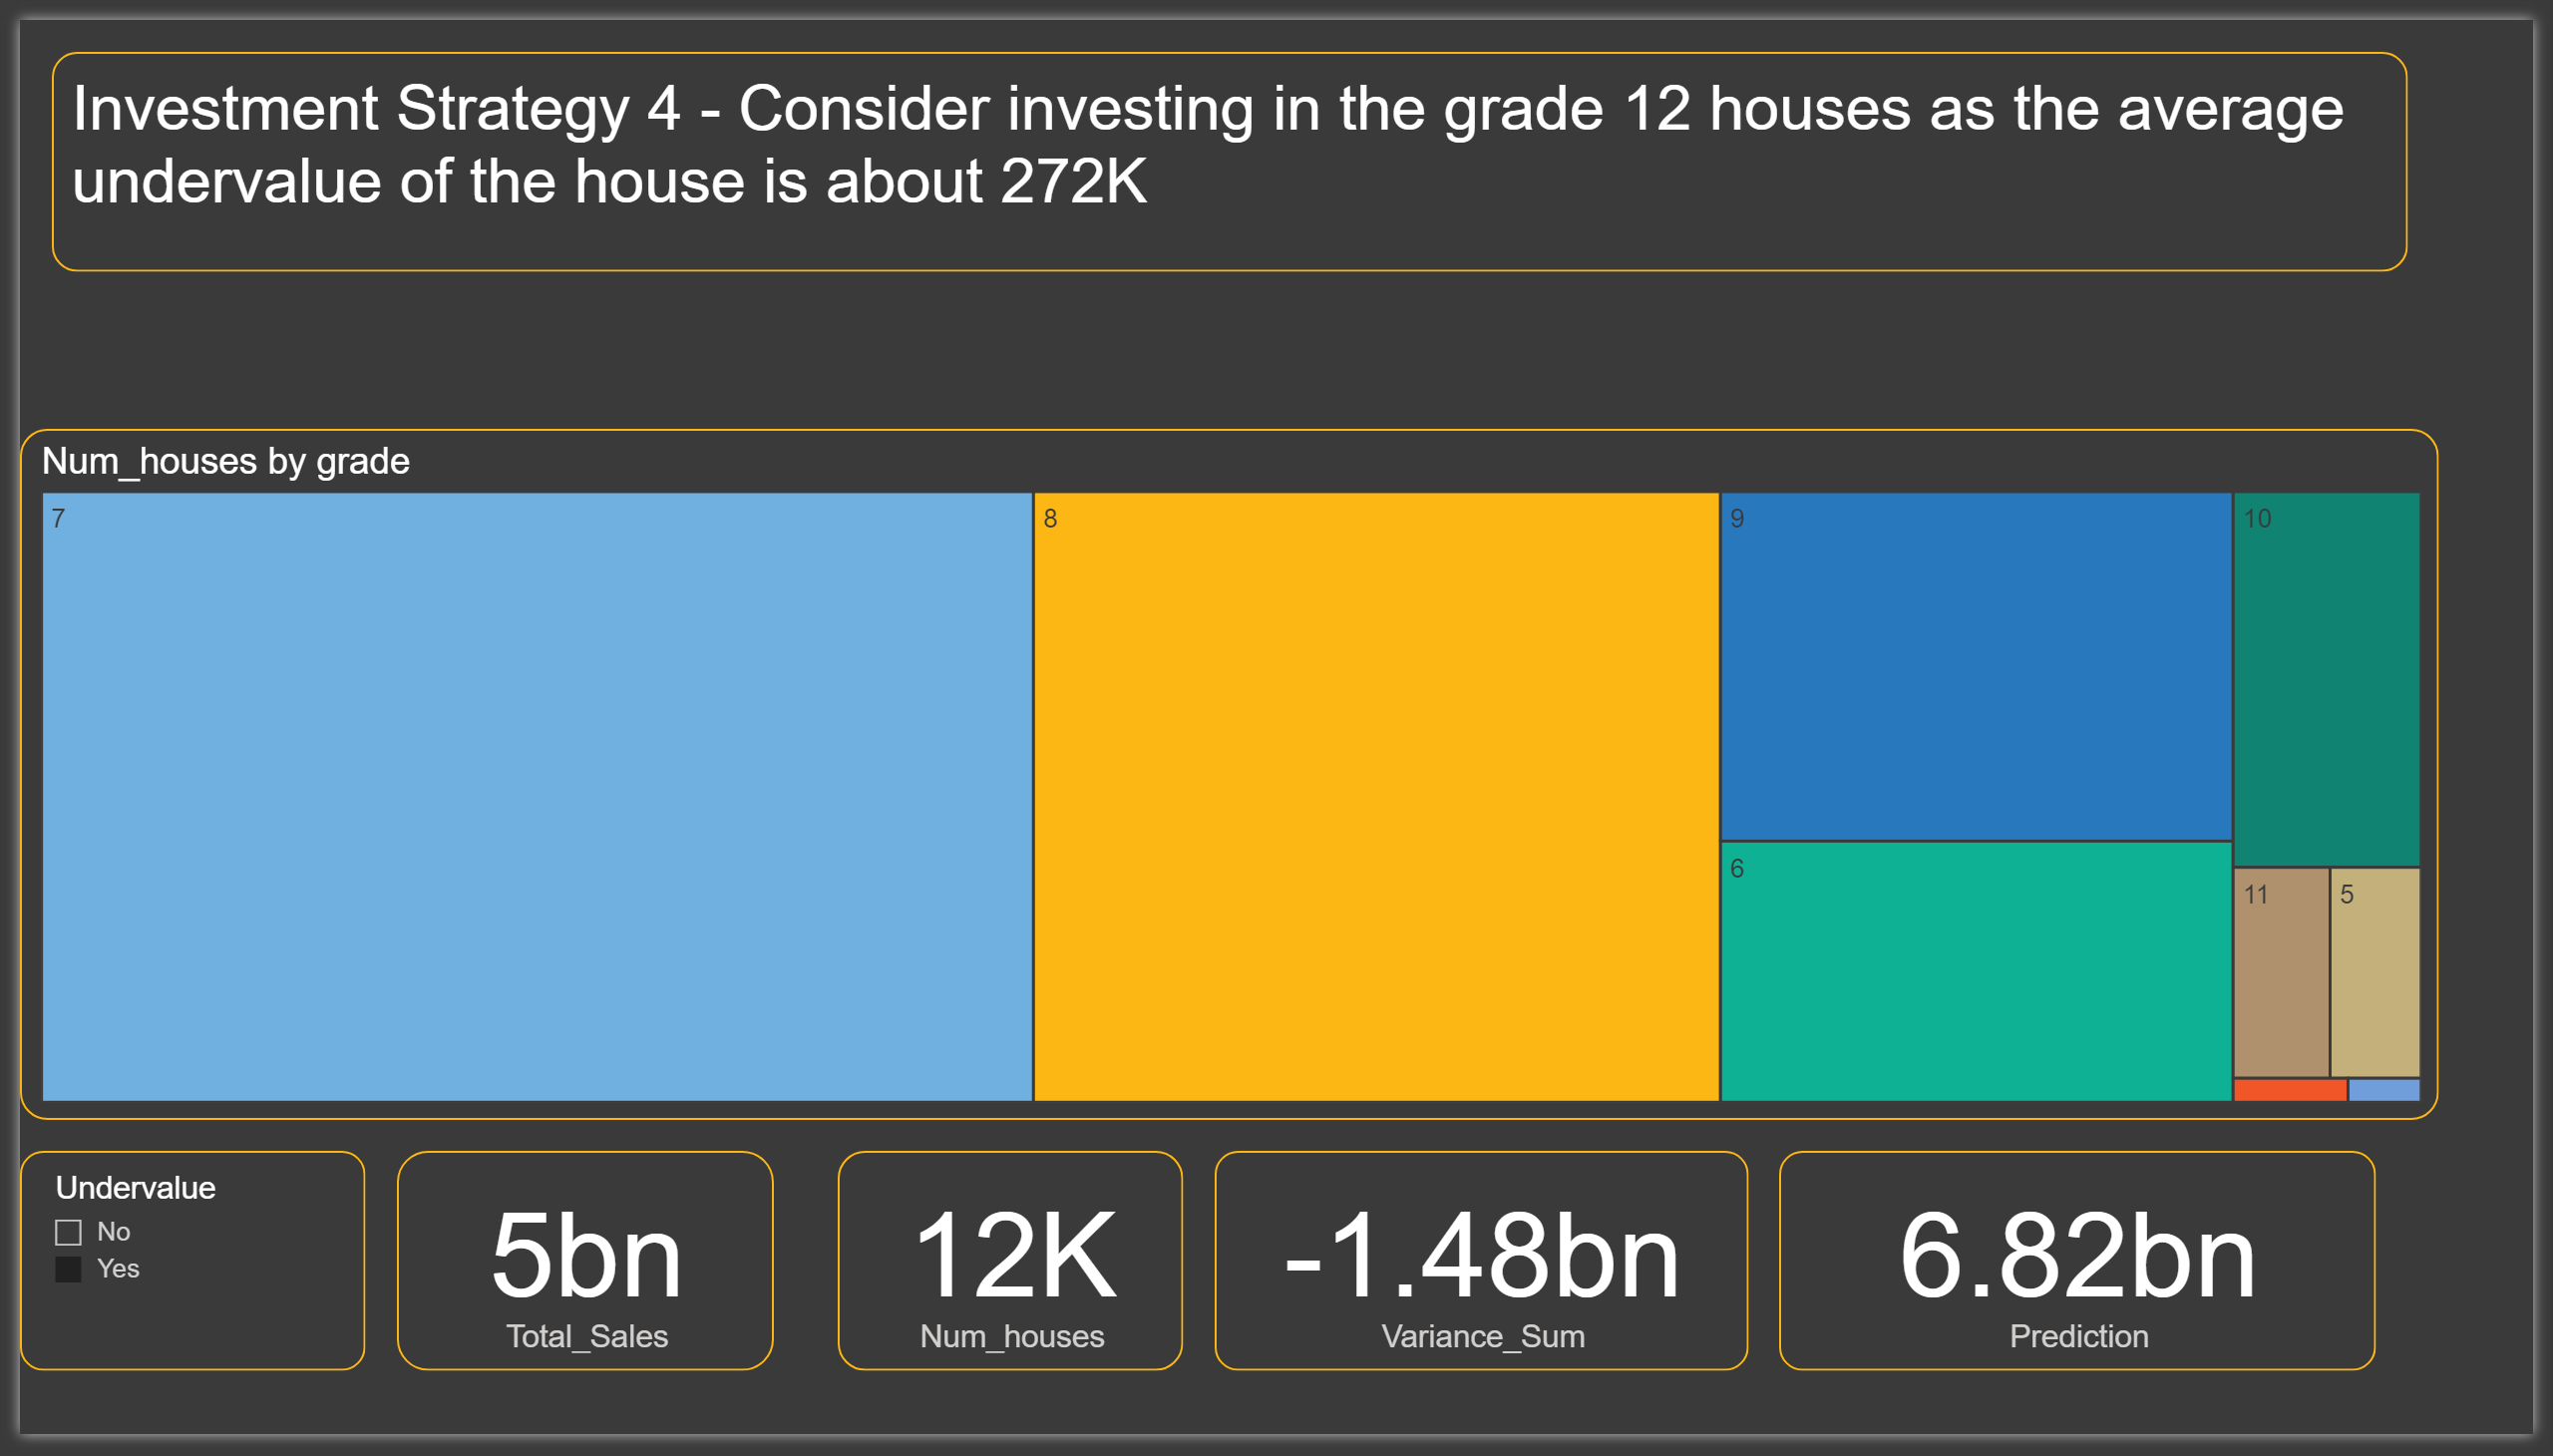 Investment Strategy 4 - Consider investing in the grade 12 houses as the average
undervalue of the house is about 272K
Num_houses by grade
7
8
9
10
6
11
5
Undervalue
No
Yes
5bn
Total_Sales
12K
Num_houses
-1.48bn
Variance_Sum
6.82bn
Prediction